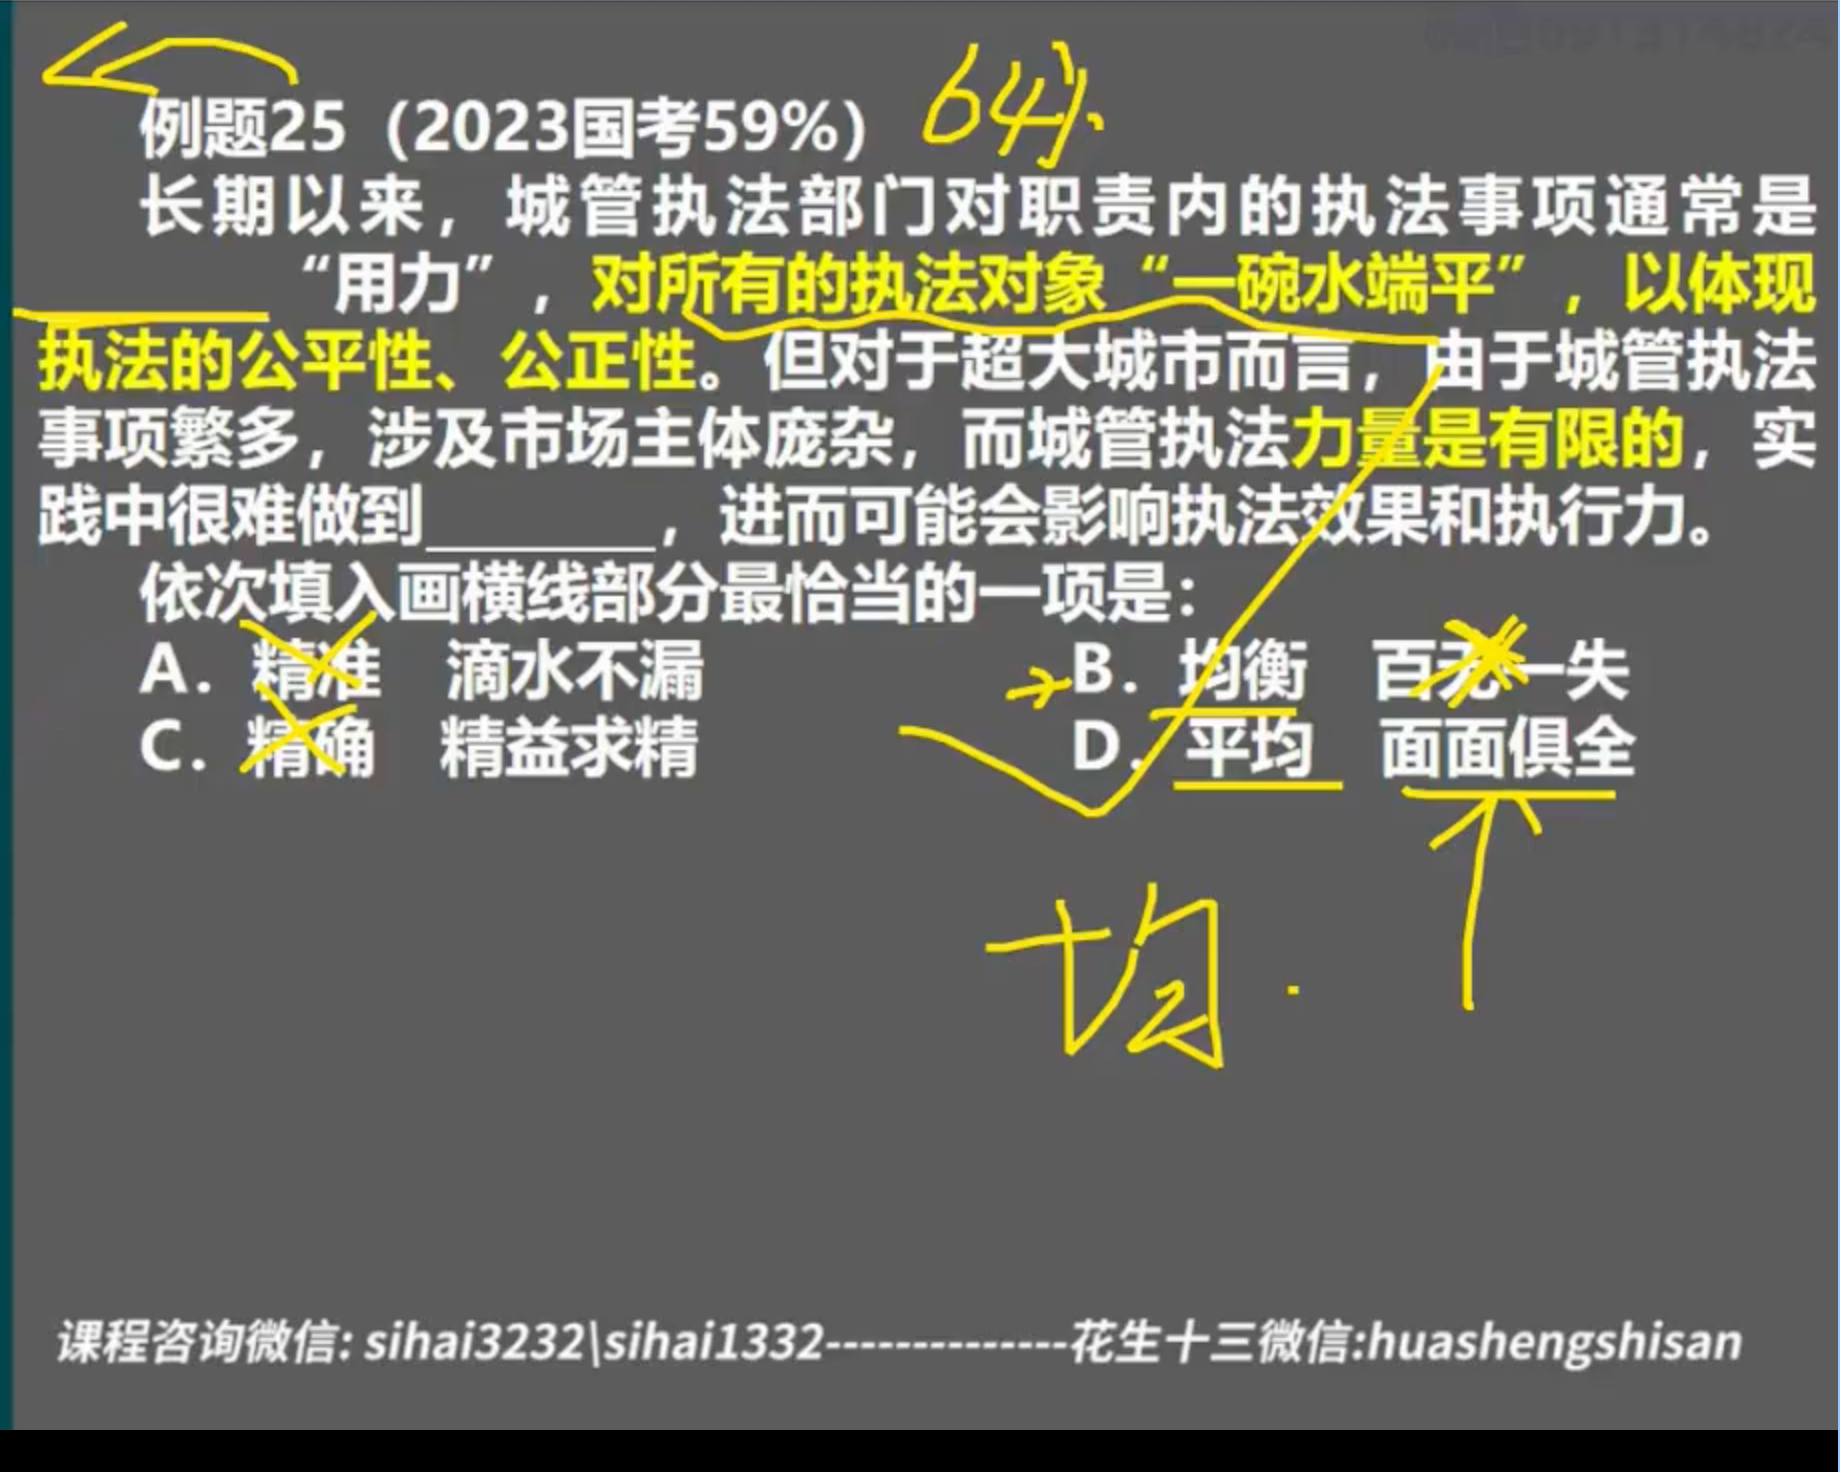 例题25（2023国考59%） 64%
长期以来，城管执法部门对职责内的执法事项通常是
______“用力”，对所有的执法对象“一碗水端平”，以体现
执法的公平性、公正性。但对于超大城市而言，由于城管执法
事项繁多，涉及市场主体庞杂，而城管执法力量是有限的，实
践中很难做到______，进而可能会影响执法效果和执行力。
依次填入画横线部分最恰当的一项是：
A．精准 滴水不漏 B．均衡 百无一失
C．精确 精益求精 D．平均 面面俱全
均
课程咨询微信: sihai3232\sihai1332--------------花生十三微信:huashengshisan